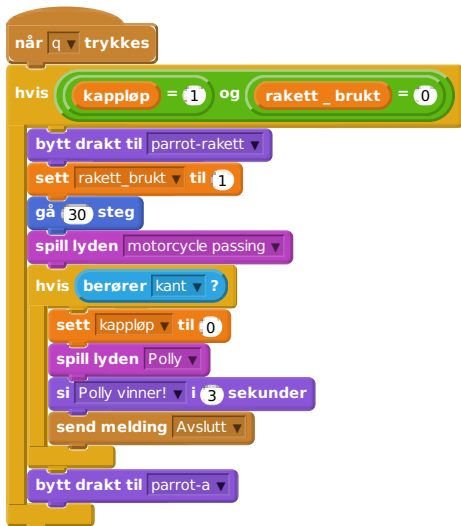 når q trykkes
hvis kappløp = 1 og rakett_brukt = 0
bytt drakt til parrot-rakett
sett rakett_brukt til 1
gå 30 steg
spill lyden motorcycle passing
hvis berører kant ?
sett kappløp til 0
spill lyden Polly
si Polly vinner! i 3 sekunder
send melding Avslutt
bytt drakt til parrot-a